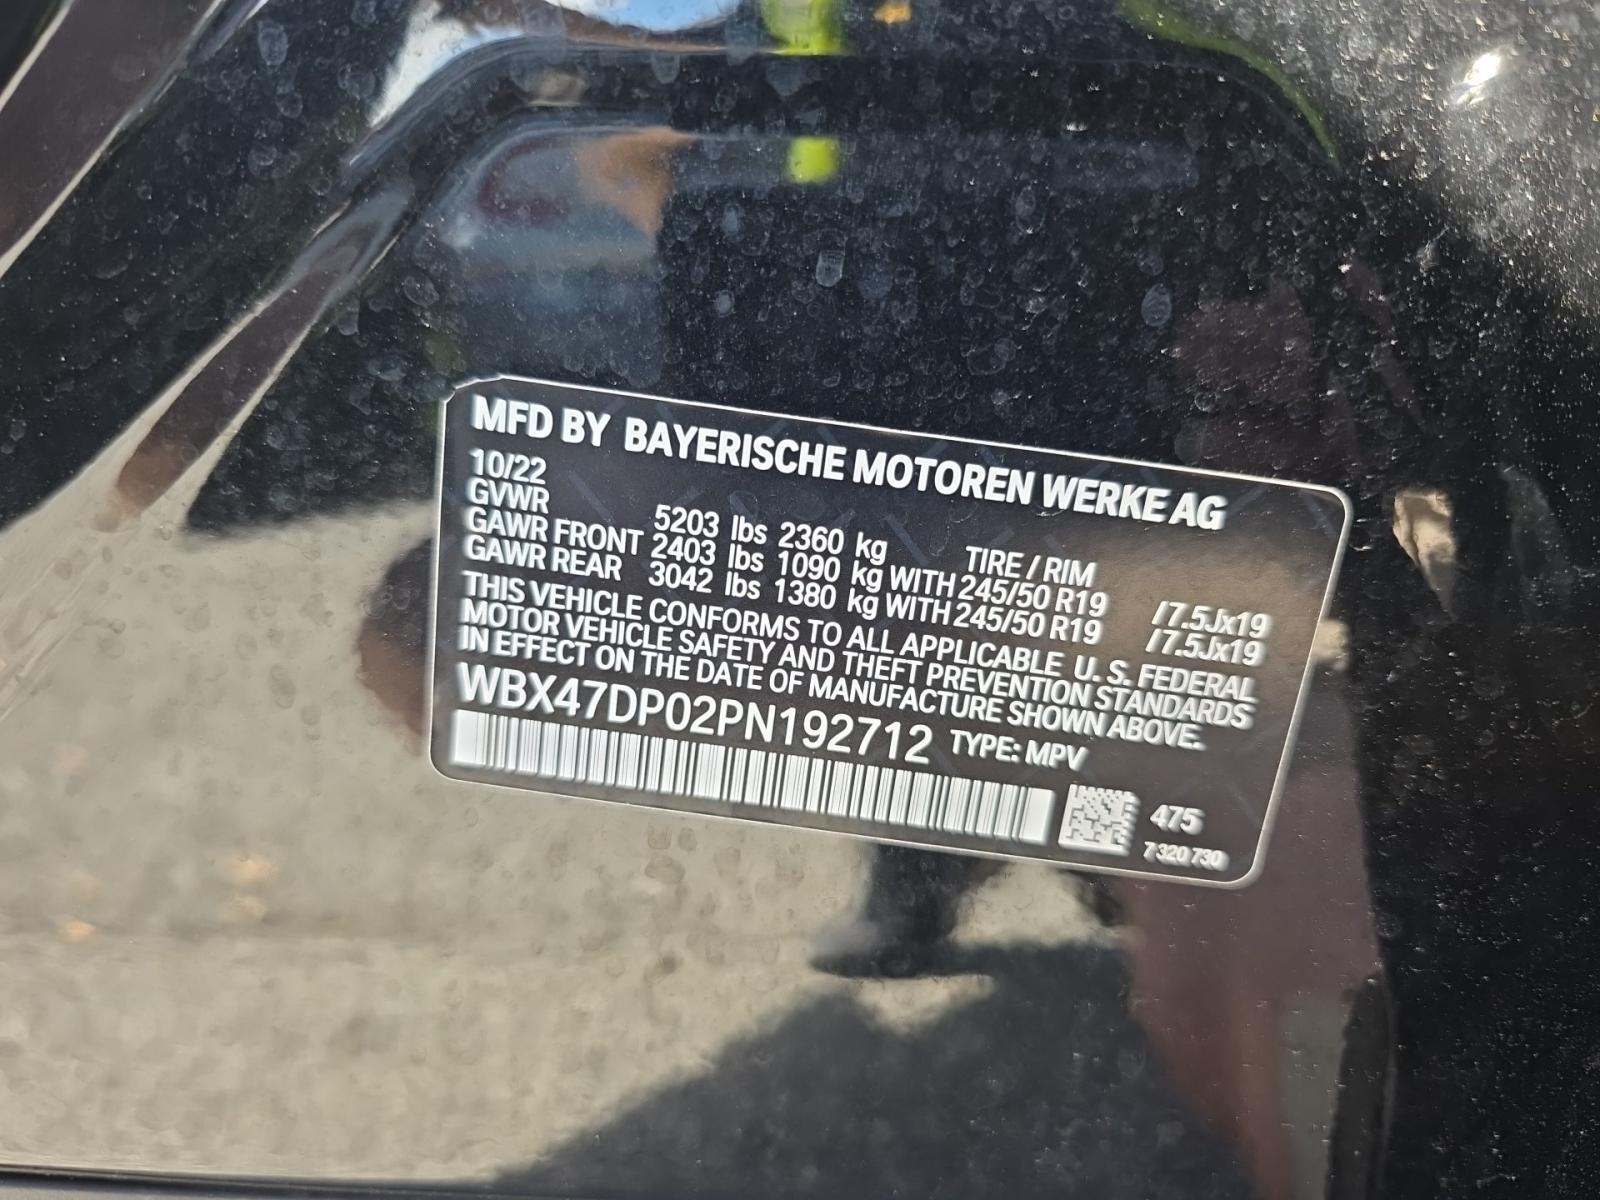 MFD BY BAYERISCHE MOTOREN WERKE AG
10/22
GVWR 5203 lbs 2360 kg TIRE / RIM
GAWR FRONT 2403 lbs 1090 kg WITH 245/50 R19 /7.5Jx19
GAWR REAR 3042 lbs 1380 kg WITH 245/50 R19 /7.5Jx19
THIS VEHICLE CONFORMS TO ALL APPLICABLE U. S. FEDERAL
MOTOR VEHICLE SAFETY AND THEFT PREVENTION STANDARDS
IN EFFECT ON THE DATE OF MANUFACTURE SHOWN ABOVE.
WBX47DP02PN192712 TYPE: MPV
475
7 320 730